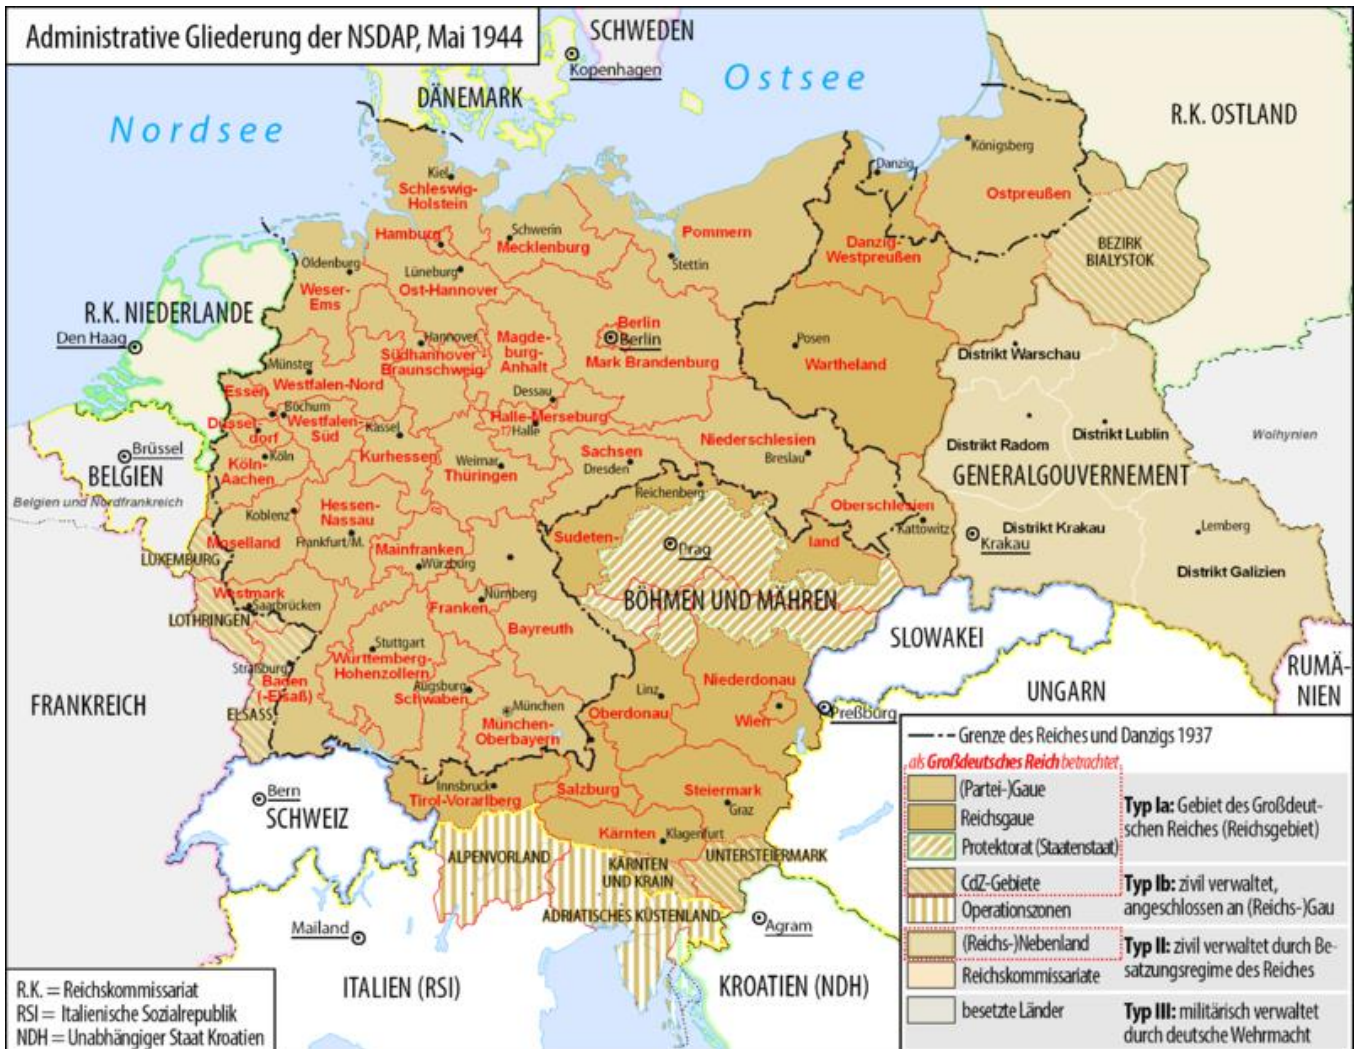 Administrative Gliederung der NSDAP, Mai 1944
SCHWEDEN
Kopenhagen
DÄNEMARK
Ostsee
Nordsee
R.K. OSTLAND
Königsberg
Danzig
Ostpreußen
Kiel
Schleswig-
Holstein
Hamburg
Schwerin
Mecklenburg
Pommern
Stettin
Danzig-
Westpreußen
BEZIRK
BIALYSTOK
Oldenburg
Weser-
Ems
Lüneburg
Ost-Hannover
R.K. NIEDERLANDE
Den Haag
Hannover
Südhannover-
Braunschweig
Magde-
burg-
Anhalt
Berlin
Berlin
Mark Brandenburg
Posen
Wartheland
Distrikt Warschau
Münster
Westfalen-Nord
Essen
Bochum
Düssel-
dorf
Westfalen-
Süd
Dessau
Halle-Merseburg
Halle
Kassel
Kurhessen
Weimar
Thüringen
Sachsen
Dresden
Niederschlesien
Breslau
Distrikt Radom
Distrikt Lublin
Wolhynien
GENERALGOUVERNEMENT
Brüssel
BELGIEN
Belgien und Nordfrankreich
Köln
Köln-
Aachen
Koblenz
Hessen-
Nassau
Frankfurt/M.
Moselland
LUXEMBURG
Reichenberg
Sudeten-
land
Prag
Oberschlesien
Kattowitz
Krakau
Distrikt Krakau
Lemberg
Distrikt Galizien
Mainfranken
Würzburg
Westmark
Saarbrücken
LOTHRINGEN
Franken
Nürnberg
Bayreuth
BÖHMEN UND MÄHREN
SLOWAKEI
Stuttgart
Württemberg-
Hohenzollern
Straßburg
Baden
(-Elsaß)
ELSASS
Augsburg
Schwaben
München
München-
Oberbayern
Linz
Oberdonau
Niederdonau
Wien
Preßburg
UNGARN
RUMÄ-
NIEN
FRANKREICH
Bern
SCHWEIZ
Innsbruck
Tirol-Vorarlberg
Salzburg
Steiermark
Graz
Kärnten
Klagenfurt
ALPENVORLAND
KÄRNTEN
UND KRAIN
UNTERSTEIERMARK
ADRIATISCHES KÜSTENLAND
Mailand
Agram
ITALIEN (RSI)
KROATIEN (NDH)
R.K. = Reichskommissariat
RSI = Italienische Sozialrepublik
NDH = Unabhängiger Staat Kroatien
Grenze des Reiches und Danzigs 1937
als Großdeutsches Reich betrachtet
(Partei-)Gaue
Reichsgaue
Protektorat (Staatenstaat)
Typ Ia: Gebiet des Großdeut-
schen Reiches (Reichsgebiet)
CdZ-Gebiete
Operationszonen
Typ Ib: zivil verwaltet,
angeschlossen an (Reichs-)Gau
(Reichs-)Nebenland
Reichskommissariate
Typ II: zivil verwaltet durch Be-
satzungsregime des Reiches
besetzte Länder
Typ III: militärisch verwaltet
durch deutsche Wehrmacht